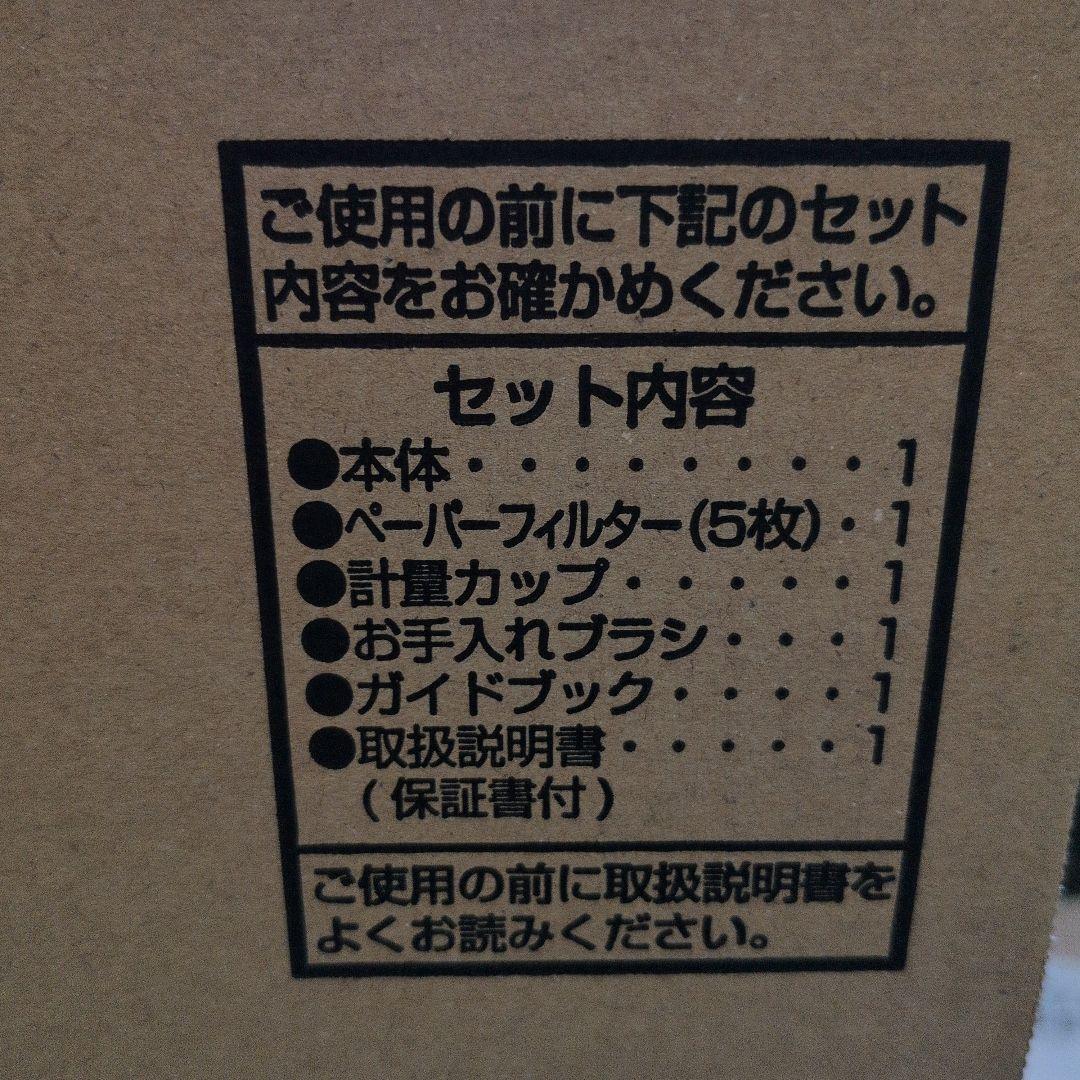 ご使用の前に下記のセット
内容をお確かめください。
セット内容
●本体・・・・・・・・1
●ペーパーフィルター(5枚)・1
●計量カップ・・・・・1
●お手入れブラシ・・・1
●ガイドブック・・・・1
●取扱説明書・・・・・1
(保証書付)
ご使用の前に取扱説明書を
よくお読みください。